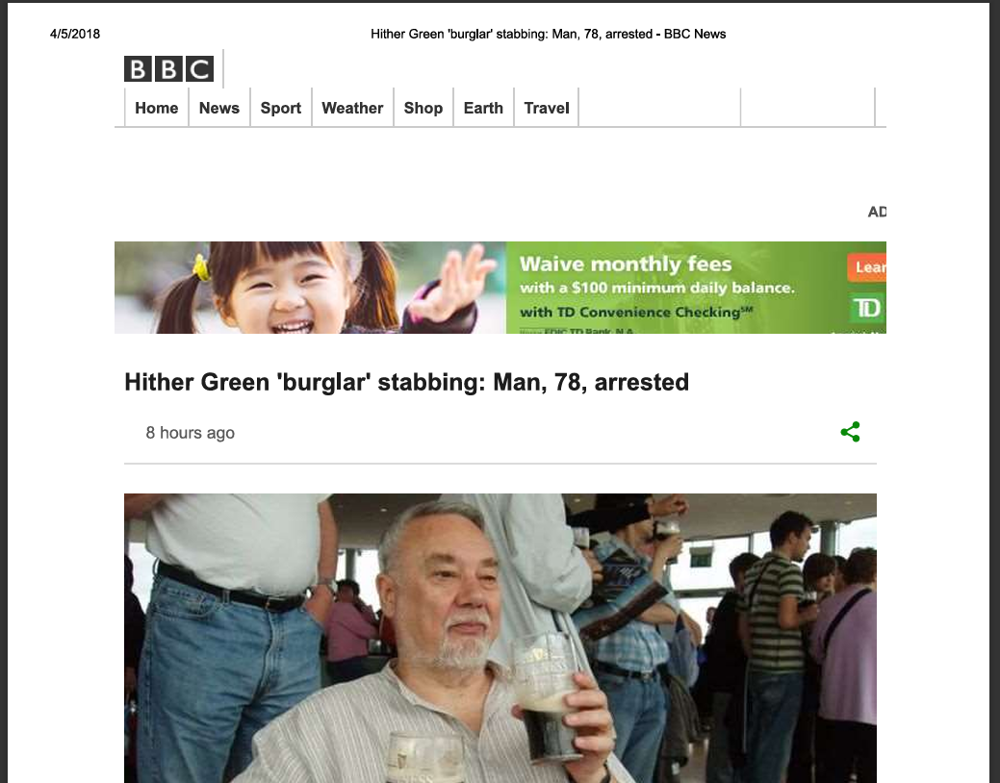 4/5/2018 Hither Green 'burglar' stabbing: Man, 78, arrested - BBC News
BBC
Home News Sport Weather Shop Earth Travel
AD
Waive monthly fees
Lear
with a $100 minimum daily balance.
with TD Convenience Checking℠
TD
FDIC TD Bank, N.A.
Hither Green 'burglar' stabbing: Man, 78, arrested
8 hours ago
GUINNESS